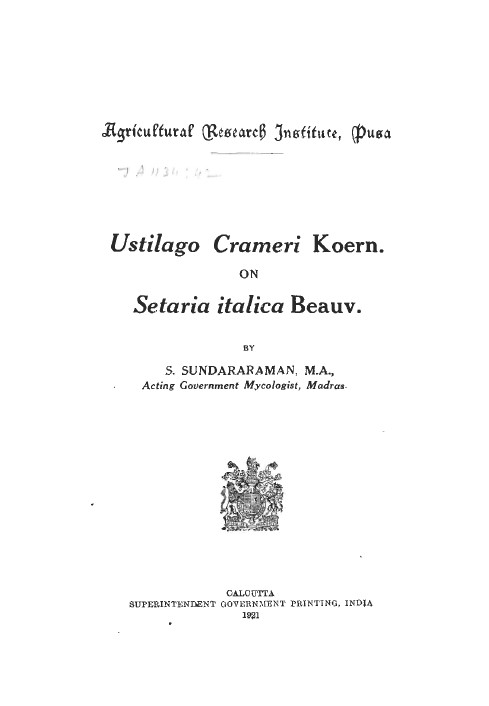 Agricultural Research Institute, Pusa
Ustilago Crameri Koern.
ON
Setaria italica Beauv.
BY
S. SUNDARARAMAN, M.A.,
Acting Government Mycologist, Madras.
CALCUTTA
SUPERINTENDENT GOVERNMENT PRINTING, INDIA
1921